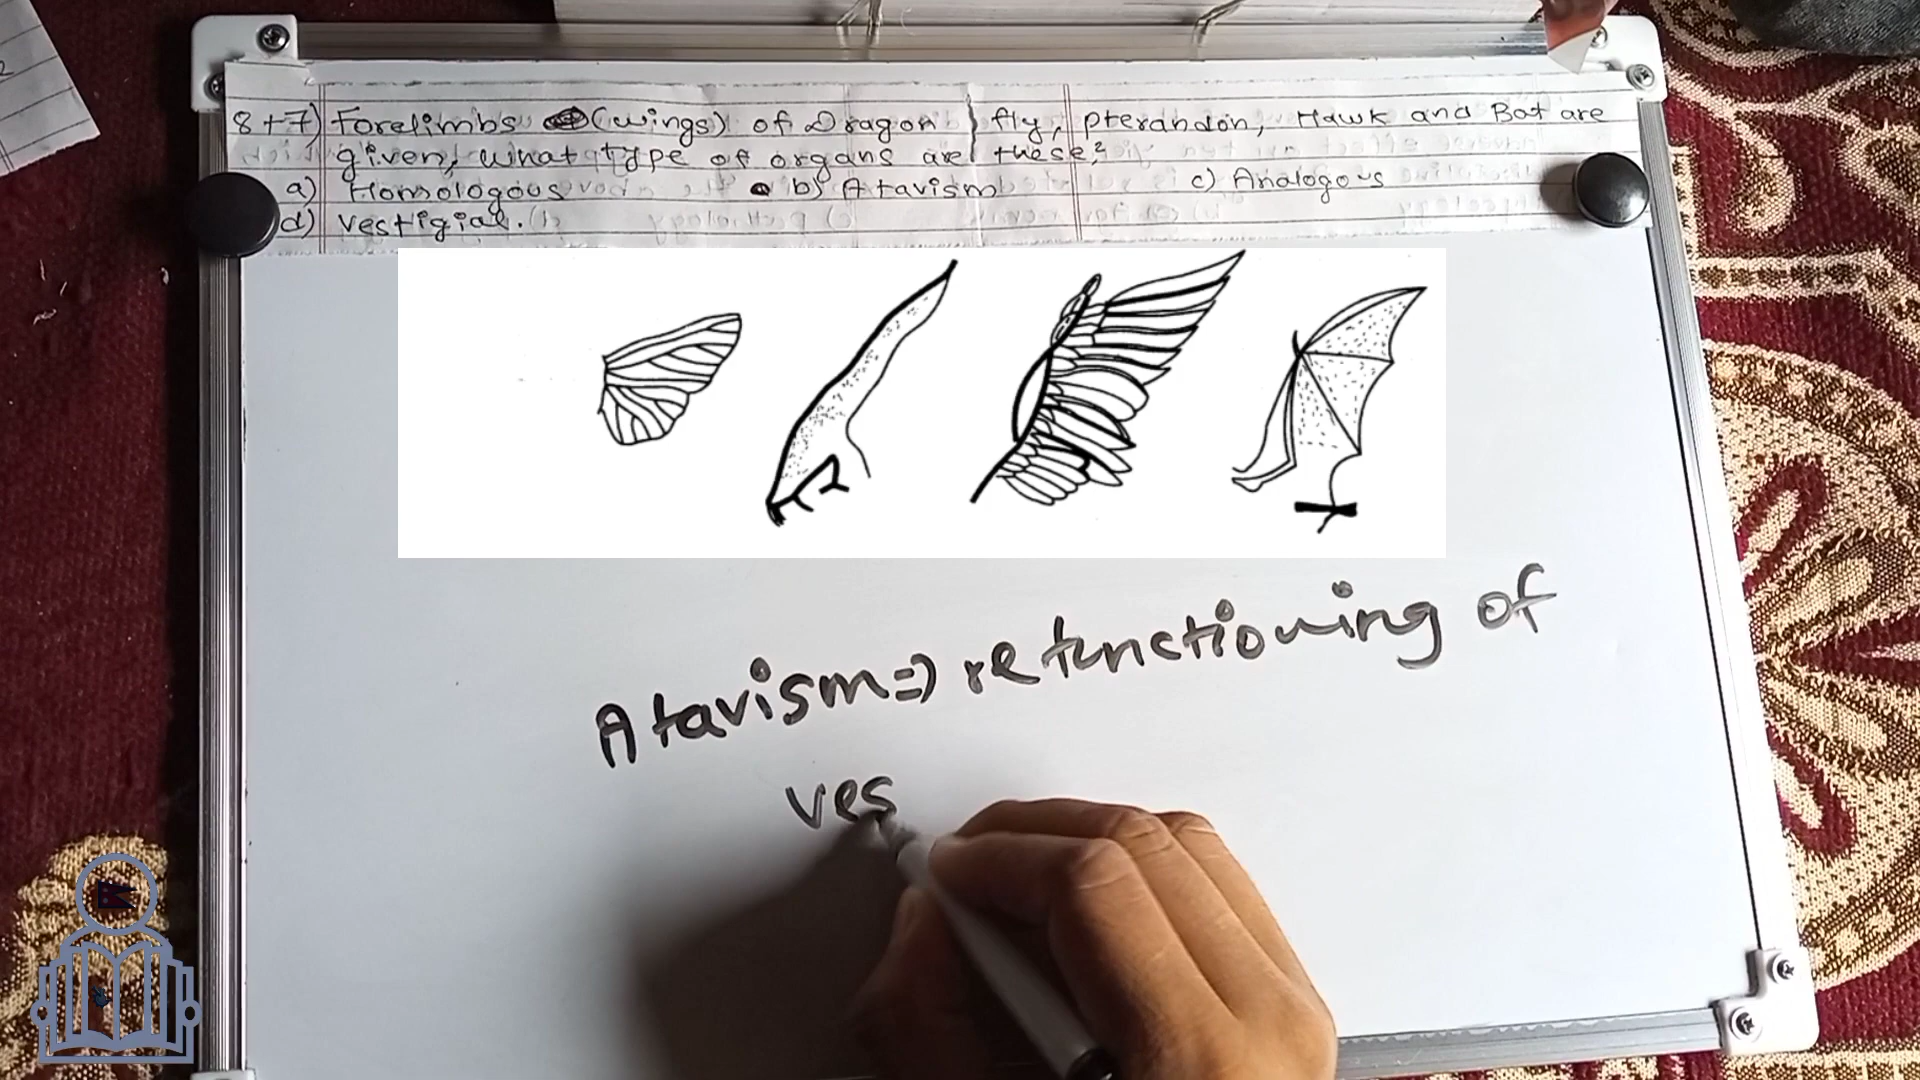 8+7) Forelimbs (wings) of Dragon fly, pterandon, Hawk and Bat are
given, what type of organs are these?
a) Homologous b) Atavism c) Analogous
d) vestigial.
Atavism => refunctioning of
ves